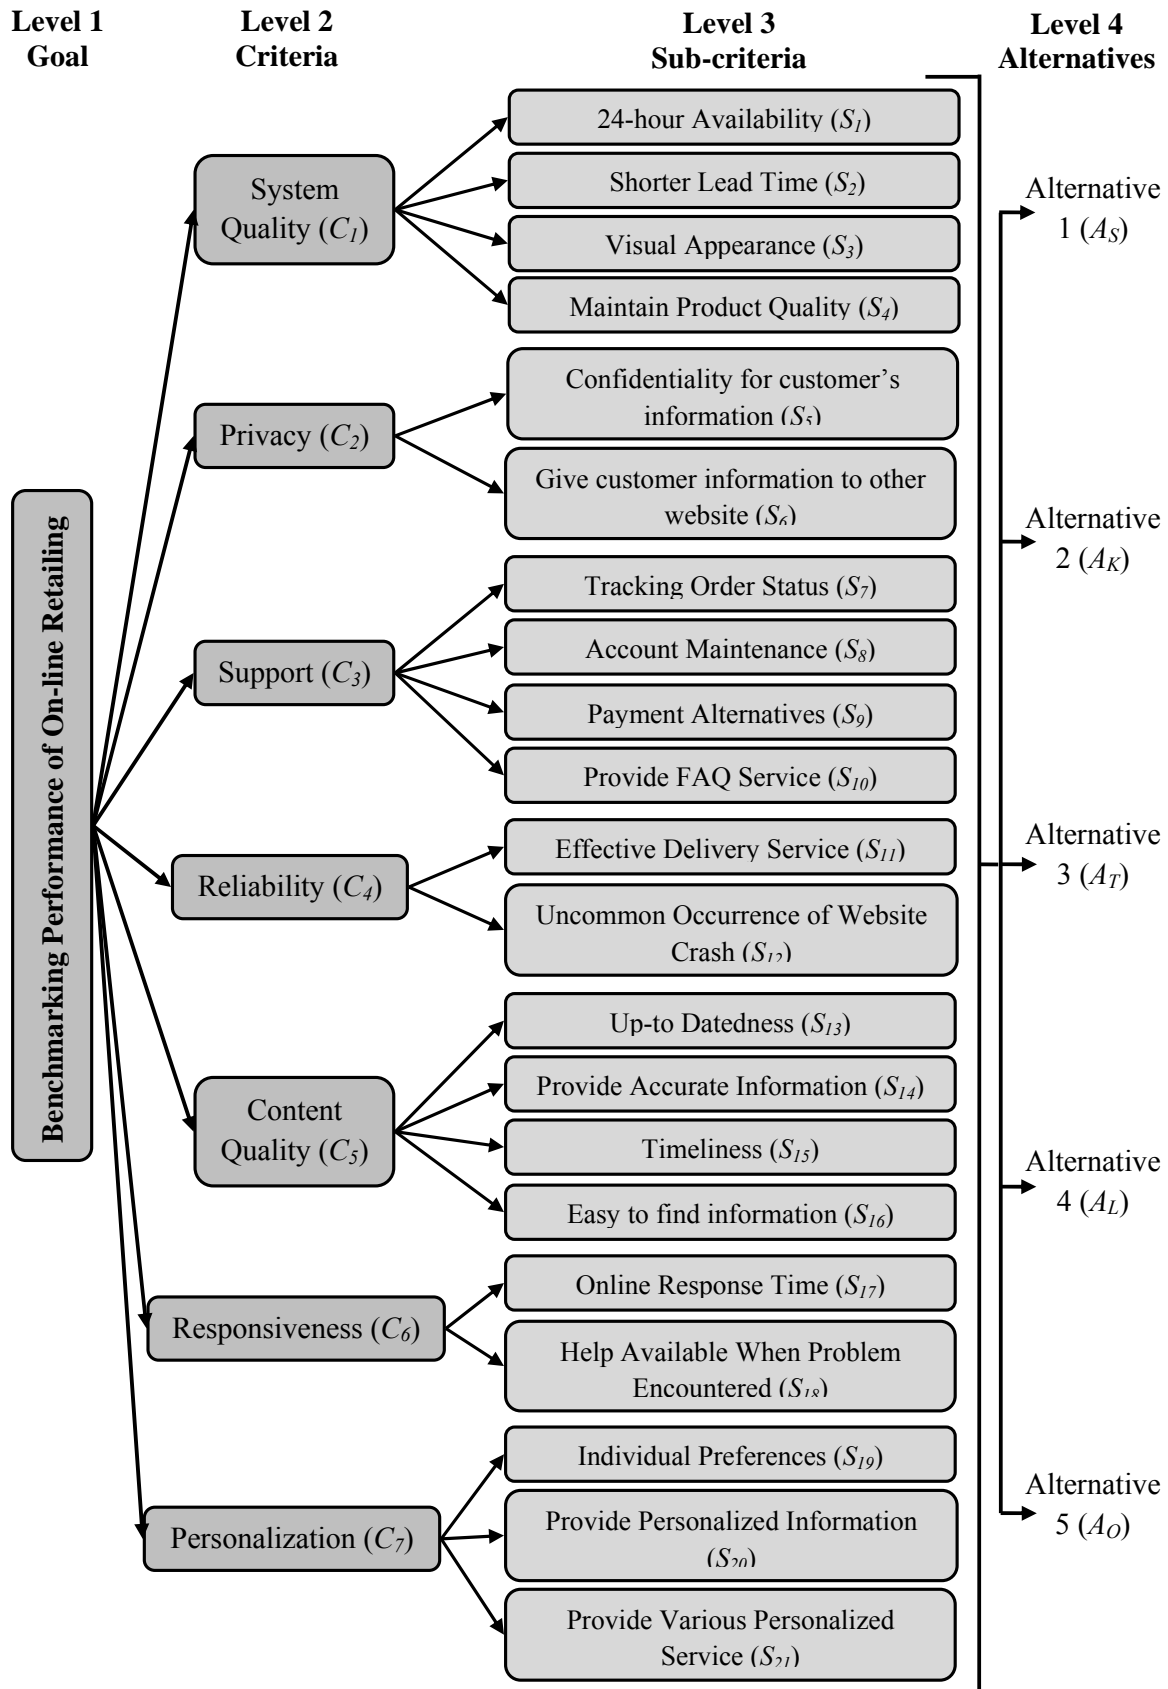 Level 1
Goal
Level 2
Criteria
Level 3
Sub-criteria
Level 4
Alternatives
Benchmarking Performance of On-line Retailing
System
Quality (C1)
24-hour Availability (S1)
Shorter Lead Time (S2)
Visual Appearance (S3)
Maintain Product Quality (S4)
Privacy (C2)
Confidentiality for customer’s
information (S5)
Give customer information to other
website (S6)
Support (C3)
Tracking Order Status (S7)
Account Maintenance (S8)
Payment Alternatives (S9)
Provide FAQ Service (S10)
Reliability (C4)
Effective Delivery Service (S11)
Uncommon Occurrence of Website
Crash (S12)
Content
Quality (C5)
Up-to Datedness (S13)
Provide Accurate Information (S14)
Timeliness (S15)
Easy to find information (S16)
Responsiveness (C6)
Online Response Time (S17)
Help Available When Problem
Encountered (S18)
Personalization (C7)
Individual Preferences (S19)
Provide Personalized Information
(S20)
Provide Various Personalized
Service (S21)
Alternative
1 (AS)
Alternative
2 (AK)
Alternative
3 (AT)
Alternative
4 (AL)
Alternative
5 (AO)